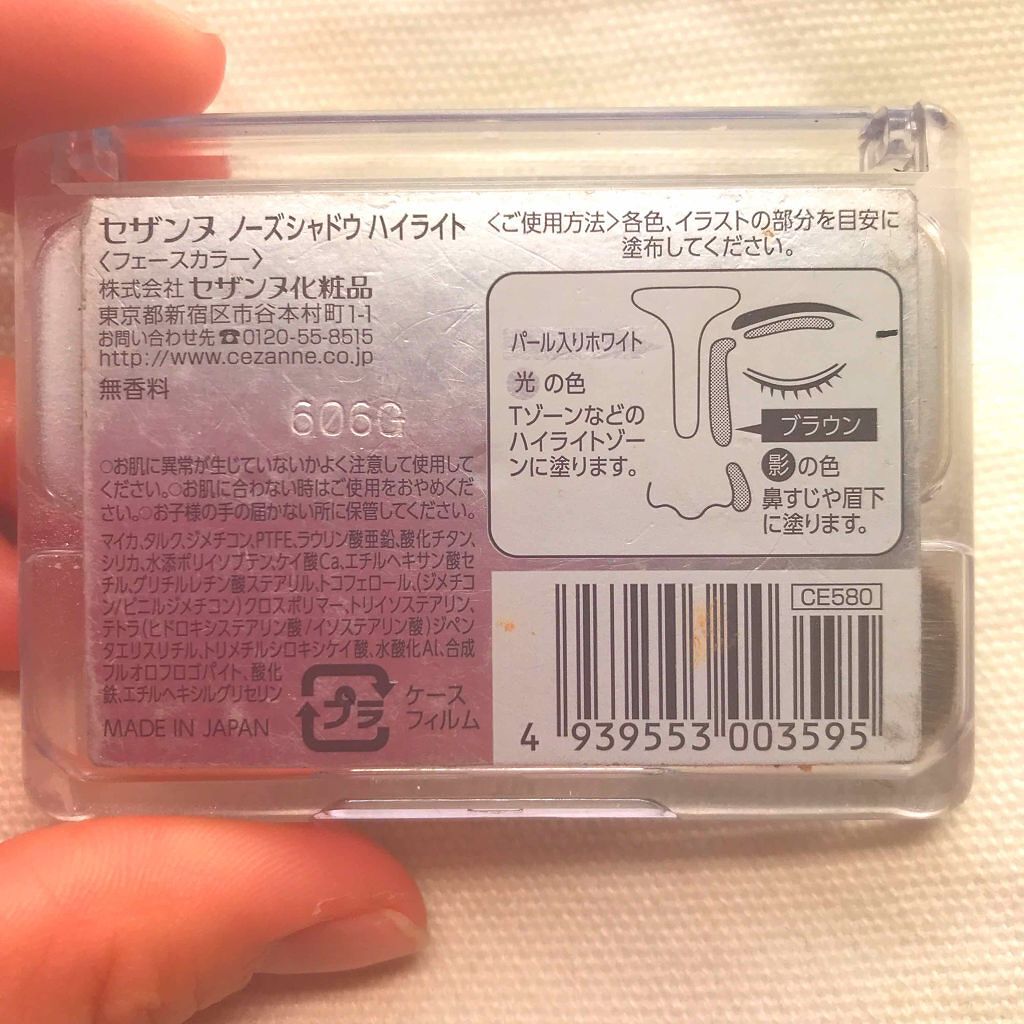 セザンヌ ノーズシャドウ ハイライト
〈フェースカラー〉
株式会社 セザンヌ化粧品
東京都新宿区市谷本村町1-1
お問い合わせ先☎0120-55-8515
http://www.cezanne.co.jp
無香料
606G
○お肌に異常が生じていないかよく注意して使用して
ください。○お肌に合わない時はご使用をおやめくだ
さい。○お子様の手の届かない所に保管してください。
マイカ、タルク、ジメチコン、PTFE、ラウリン酸亜鉛、酸化チタン、
シリカ、水添ポリイソブテン、ケイ酸Ca、エチルヘキサン酸セ
チル、グリチルレチン酸ステアリル、トコフェロール、(ジメチコ
ン/ビニルジメチコン)クロスポリマー、トリイソステアリン、
テトラ(ヒドロキシステアリン酸/イソステアリン酸)ジペン
タエリスリチル、トリメチルシロキシケイ酸、水酸化Al、合成
フルオロフロゴパイト、酸化
鉄、エチルヘキシルグリセリン
MADE IN JAPAN
プラ
ケース
フィルム
〈ご使用方法〉各色、イラストの部分を目安に
塗布してください。
パール入りホワイト
光の色
Tゾーンなどの
ハイライトゾー
ンに塗ります。
ブラウン
影の色
鼻すじや眉下
に塗ります。
CE580
4 939553 003595